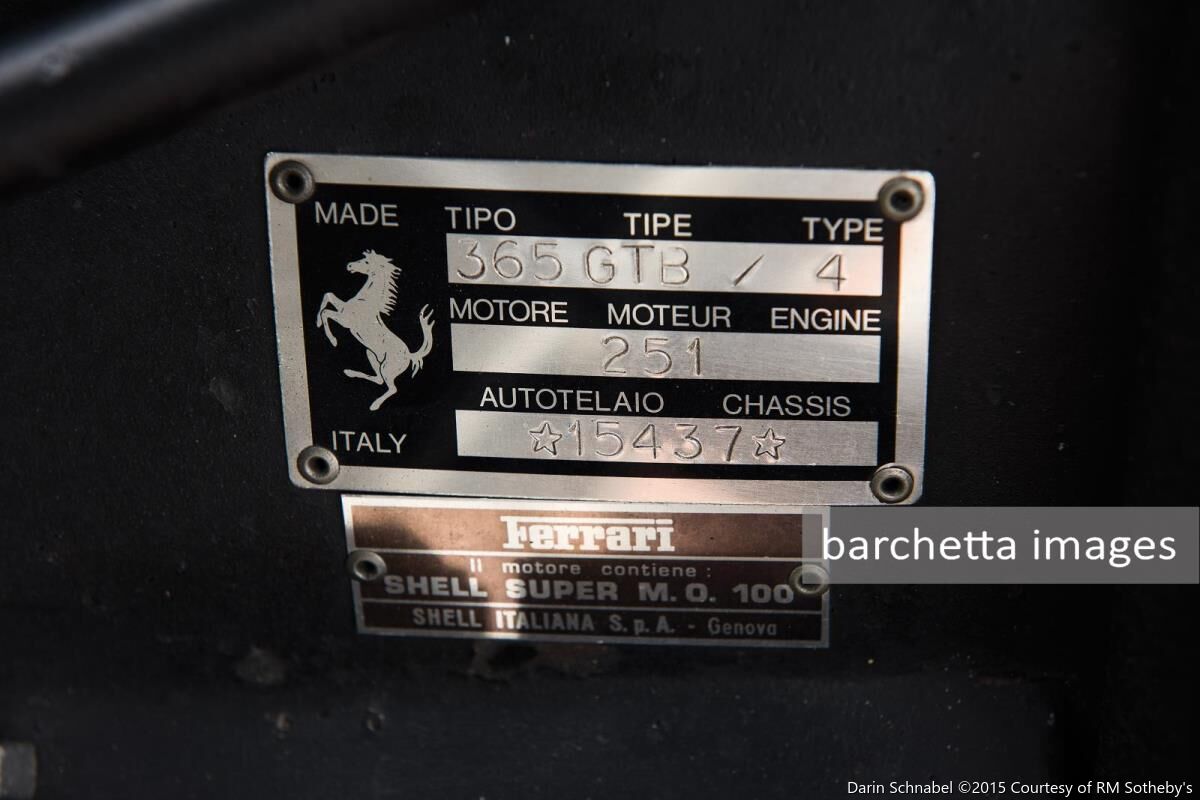 MADE TIPO TIPE TYPE
365 GTB / 4
MOTORE MOTEUR ENGINE
251
AUTOTELAIO CHASSIS
☆15437☆
ITALY
Ferrari
Il motore contiene:
SHELL SUPER M.O. 100
SHELL ITALIANA S.p.A. - Genova
barchetta images
Darin Schnabel ©2015 Courtesy of RM Sotheby's